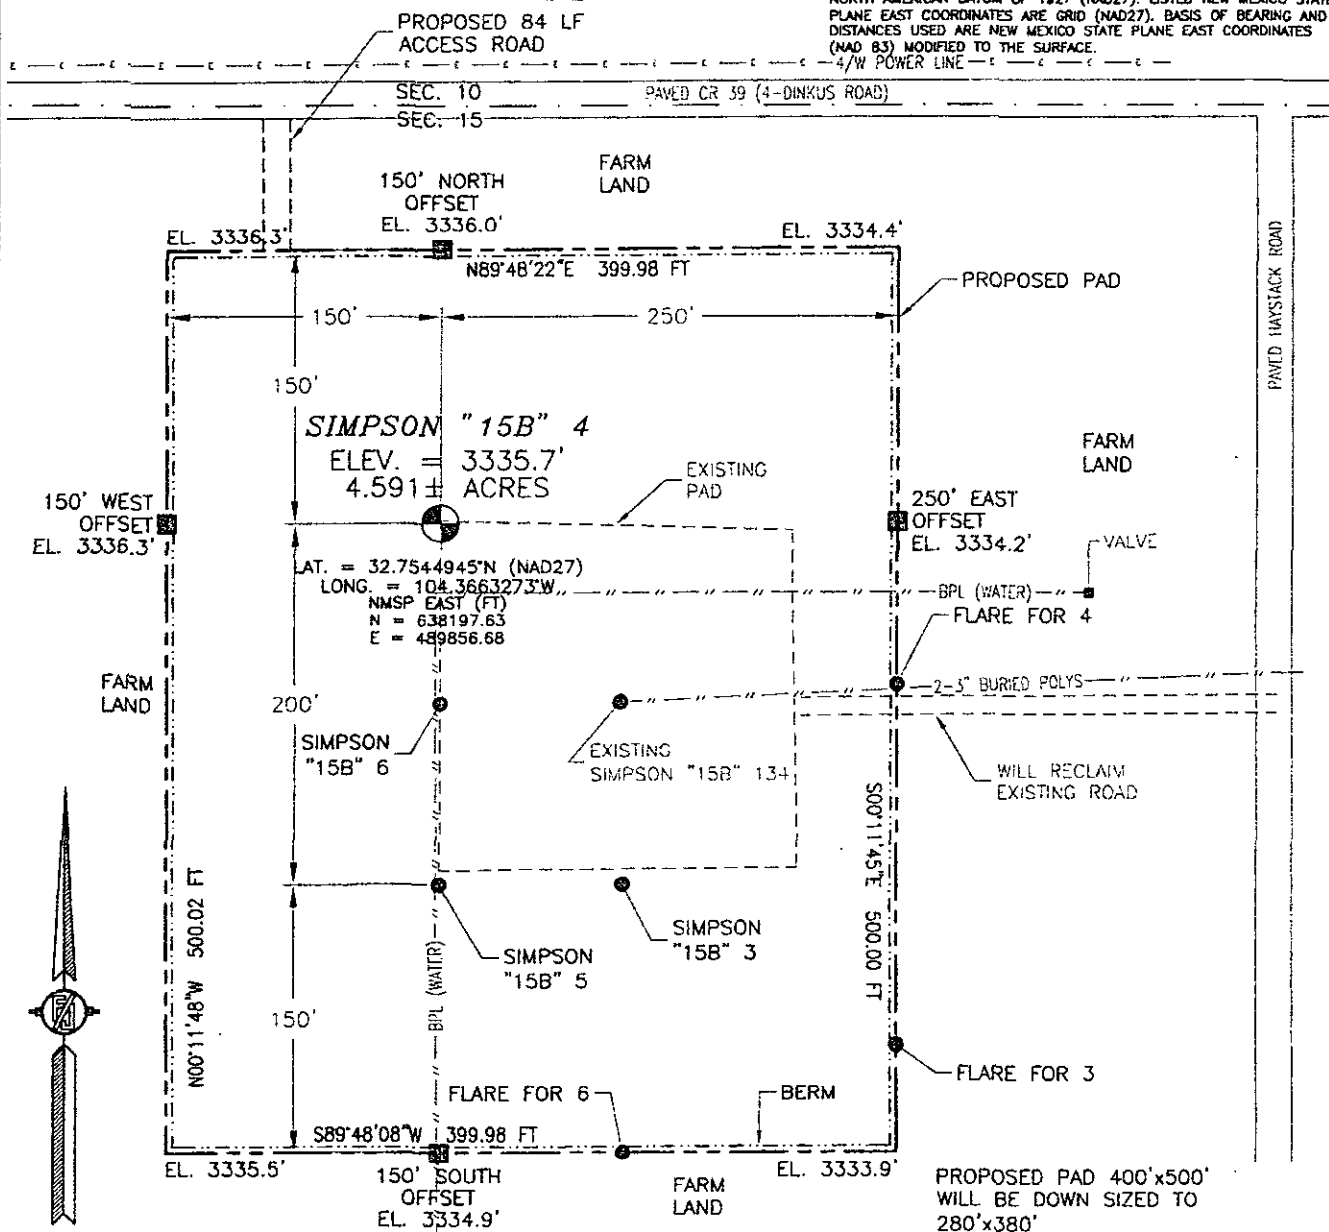 NORTH AMERICAN DATUM OF 1927 (NAD27). LISTED NEW MEXICO STATE
PLANE EAST COORDINATES ARE GRID (NAD27). BASIS OF BEARING AND
DISTANCES USED ARE NEW MEXICO STATE PLANE EAST COORDINATES
(NAD 83) MODIFIED TO THE SURFACE.
PROPOSED 84 LF
ACCESS ROAD
4/W POWER LINE
SEC. 10
PAVED CR 39 (4-DINKUS ROAD)
SEC. 15
FARM
LAND
150' NORTH
OFFSET
EL. 3336.0'
EL. 3336.3'
EL. 3334.4'
N89°48'22"E 399.98 FT
PROPOSED PAD
PAVED HAYSTACK ROAD
150'
250'
150'
SIMPSON "15B" 4
ELEV. = 3335.7'
4.591± ACRES
EXISTING
PAD
FARM
LAND
150' WEST
OFFSET
EL. 3336.3'
250' EAST
OFFSET
EL. 3334.2'
VALVE
LAT. = 32.7544945°N (NAD27)
LONG. = 104.3663273°W
NMSP EAST (FT)
N = 638197.63
E = 489856.68
BPL (WATER)
FLARE FOR 4
FARM
LAND
200'
2-3" BURIED POLYS
SIMPSON
"15B" 6
EXISTING
SIMPSON "15B" 134
WILL RECLAIM
EXISTING ROAD
S00°11'45"E 500.00 FT
N00°11'48"W 500.02 FT
SIMPSON
"15B" 5
SIMPSON
"15B" 3
BPL (WATER)
150'
FLARE FOR 3
FLARE FOR 6
BERM
S89°48'08"W 399.98 FT
EL. 3335.5'
EL. 3333.9'
150' SOUTH
OFFSET
EL. 3334.9'
FARM
LAND
PROPOSED PAD 400'x500'
WILL BE DOWN SIZED TO
280'x380'